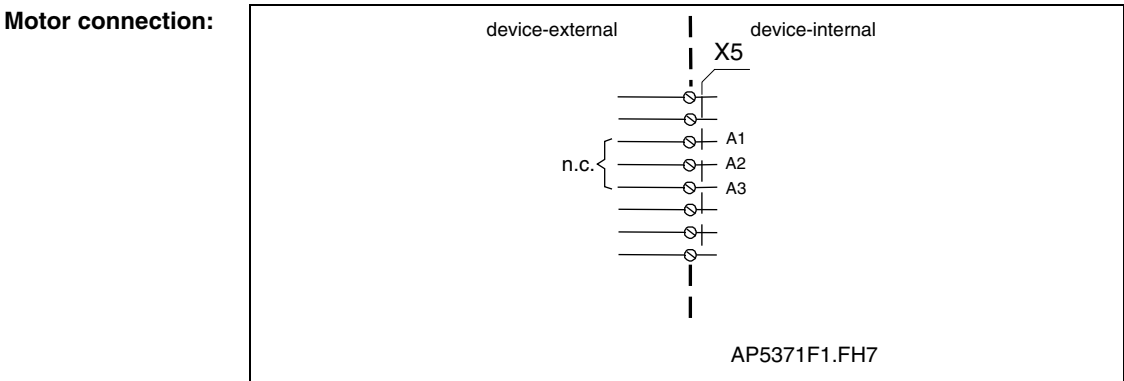 Motor connection:
device-external
device-internal
X5
A1
n.c.
A2
A3
AP5371F1.FH7